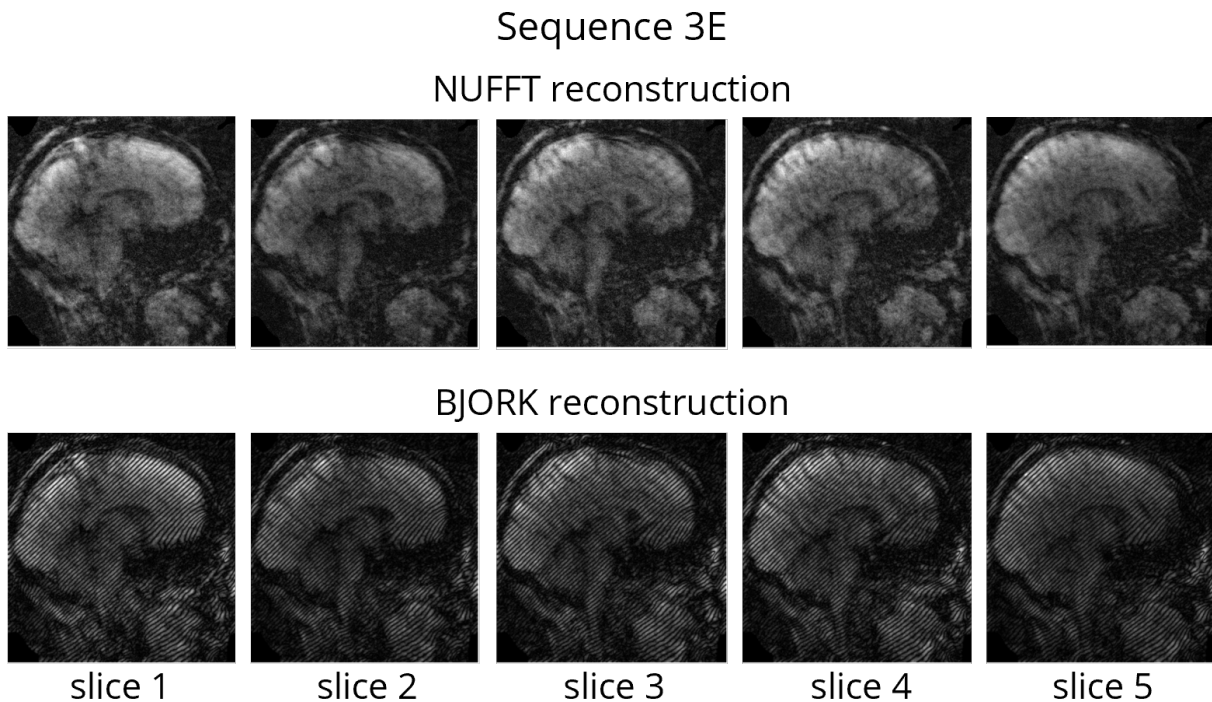 Sequence 3E
NUFFT reconstruction
BJORK reconstruction
slice 1
slice 2
slice 3
slice 4
slice 5